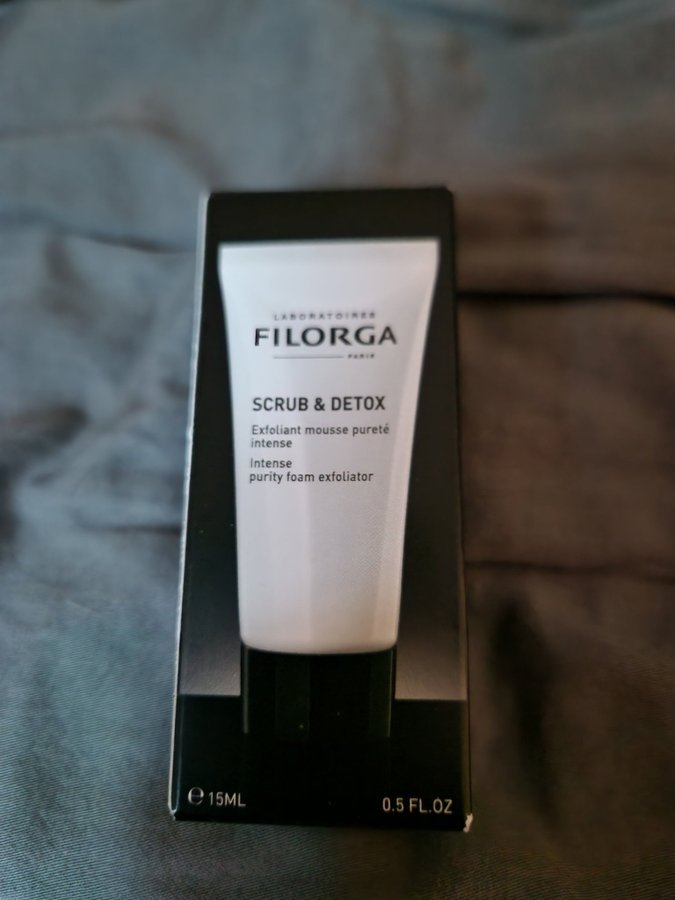 LABORATOIRES
FILORGA
PARIS
SCRUB & DETOX
Exfoliant mousse pureté
intense
Intense
purity foam exfoliator
℮ 15ML
0.5 FL.OZ